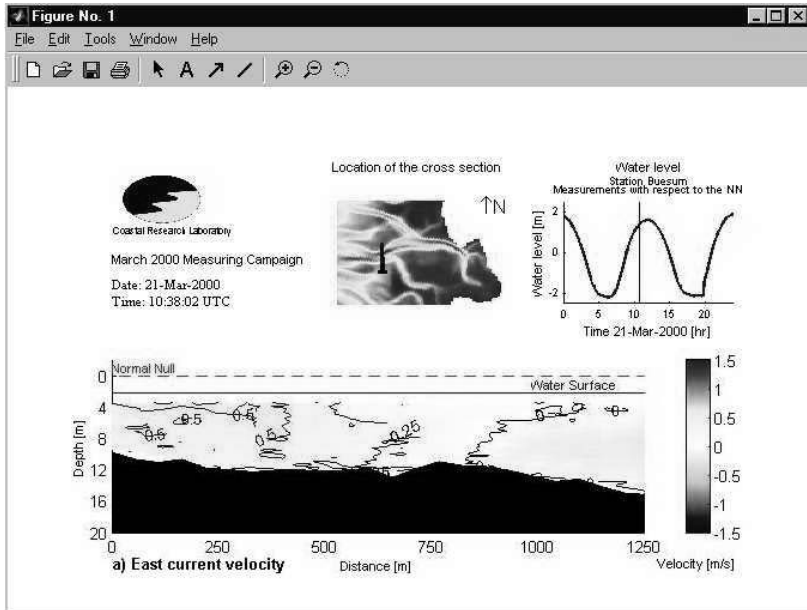 Figure No. 1
File Edit Tools Window Help
A
Location of the cross section
↑N
Water level
Station Buesum
Measurements with respect to the NN
Coastal Research Laboratory
March 2000 Measuring Campaign
Date: 21-Mar-2000
Time: 10:38:02 UTC
Water level [m]
2
0
-2
0 5 10 15 20
Time 21-Mar-2000 [hr]
Normal Null
Water Surface
Depth [m]
0
4
8
12
16
20
0.5
0.5
0.5
0.5
0.25
0
0
0
0 250 500 750 1000 1250
Distance [m]
a) East current velocity
1.5
1
0.5
0
-0.5
-1
-1.5
Velocity [m/s]